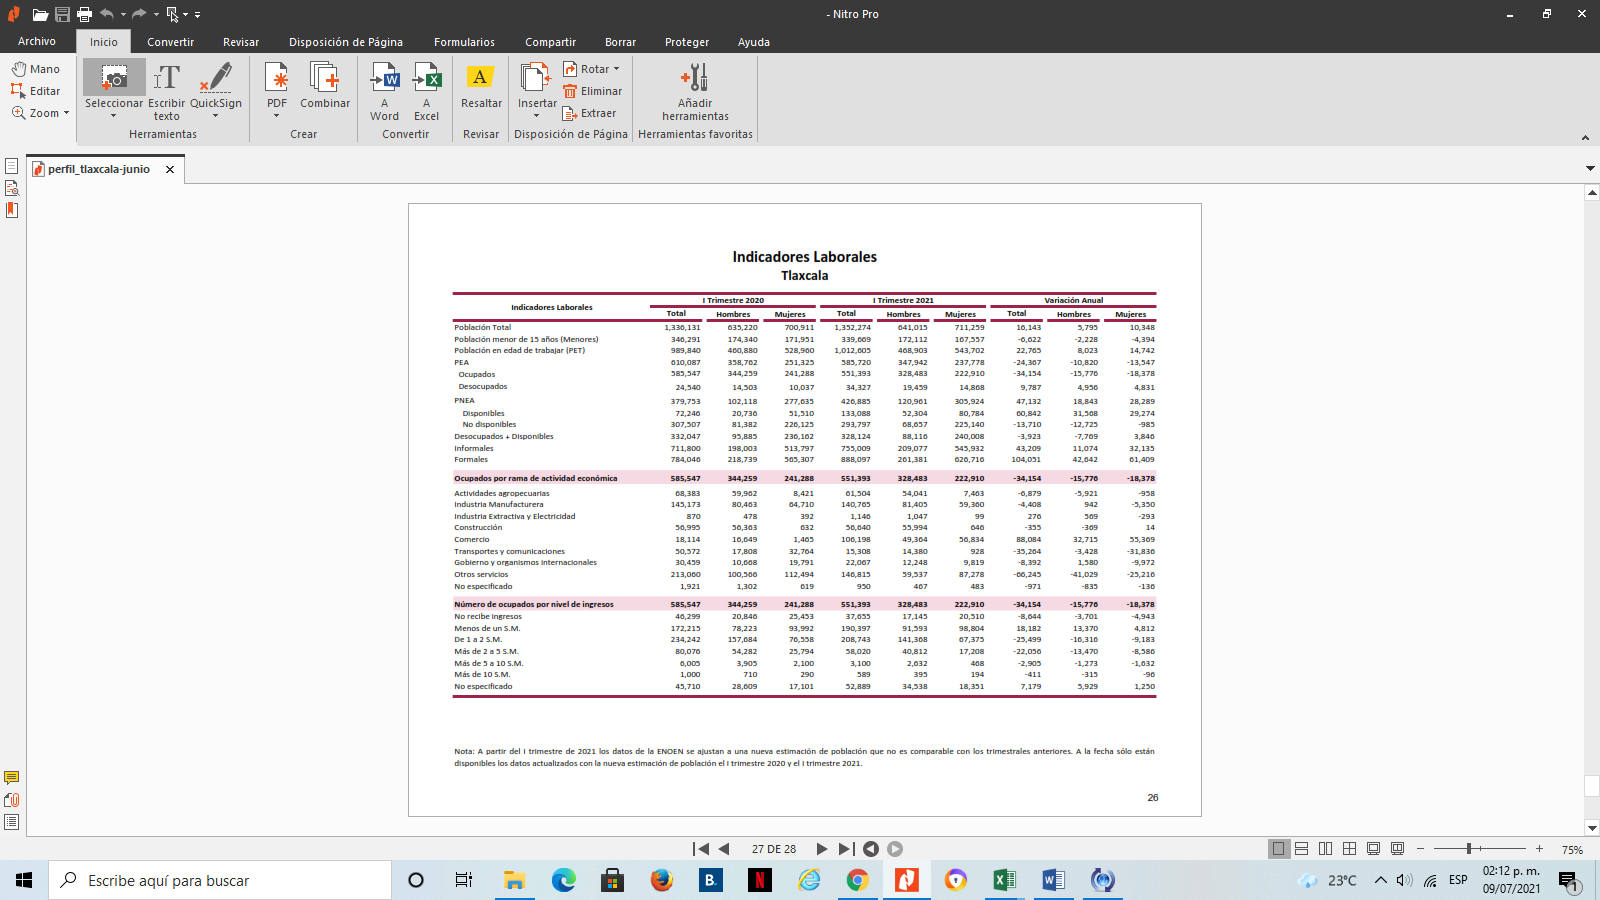 - Nitro Pro
Archivo Inicio Convertir Revisar Disposición de Página Formularios Compartir Borrar Proteger Ayuda
Mano
Editar
Zoom
Seleccionar Escribir texto QuickSign
Herramientas
PDF Combinar
Crear
A Word A Excel
Convertir
Resaltar
Revisar
Insertar Rotar Eliminar Extraer
Disposición de Página
Añadir herramientas
Herramientas favoritas
perfil_tlaxcala-junio
Indicadores Laborales
Tlaxcala
Indicadores Laborales I Trimestre 2020 I Trimestre 2021 Variación Anual
Total Hombres Mujeres Total Hombres Mujeres Total Hombres Mujeres
Población Total 1,336,131 635,220 700,911 1,352,274 641,015 711,259 16,143 5,795 10,348
Población menor de 15 años (Menores) 346,291 174,340 171,951 339,669 172,112 167,557 -6,622 -2,228 -4,394
Población en edad de trabajar (PET) 989,840 460,880 528,960 1,012,605 468,903 543,702 22,765 8,023 14,742
PEA 610,087 358,762 251,325 585,720 347,942 237,778 -24,367 -10,820 -13,547
Ocupados 585,547 344,259 241,288 551,393 328,483 222,910 -34,154 -15,776 -18,378
Desocupados 24,540 14,503 10,037 34,327 19,459 14,868 9,787 4,956 4,831
PNEA 379,753 102,118 277,635 426,885 120,961 305,924 47,132 18,843 28,289
Disponibles 72,246 20,736 51,510 133,088 52,304 80,784 60,842 31,568 29,274
No disponibles 307,507 81,382 226,125 293,797 68,657 225,140 -13,710 -12,725 -985
Desocupados + Disponibles 332,047 95,885 236,162 328,124 88,116 240,008 -3,923 -7,769 3,846
Informales 711,800 198,003 513,797 755,009 209,077 545,932 43,209 11,074 32,135
Formales 784,046 218,739 565,307 888,097 261,381 626,716 104,051 42,642 61,409
Ocupados por rama de actividad económica 585,547 344,259 241,288 551,393 328,483 222,910 -34,154 -15,776 -18,378
Actividades agropecuarias 68,383 59,962 8,421 61,504 54,041 7,463 -6,879 -5,921 -958
Industria Manufacturera 145,173 80,463 64,710 140,765 81,405 59,360 -4,408 942 -5,350
Industria Extractiva y Electricidad 870 478 392 1,146 1,047 99 276 569 -293
Construcción 56,995 56,363 632 56,640 55,994 646 -355 -369 14
Comercio 18,114 16,649 1,465 106,198 49,364 56,834 88,084 32,715 55,369
Transportes y comunicaciones 50,572 17,808 32,764 15,308 14,380 928 -35,264 -3,428 -31,836
Gobierno y organismos internacionales 30,459 10,668 19,791 22,067 12,248 9,819 -8,392 1,580 -9,972
Otros servicios 213,060 100,566 112,494 146,815 59,537 87,278 -66,245 -41,029 -25,216
No especificado 1,921 1,302 619 950 467 483 -971 -835 -136
Número de ocupados por nivel de ingresos 585,547 344,259 241,288 551,393 328,483 222,910 -34,154 -15,776 -18,378
No recibe ingresos 46,299 20,846 25,453 37,655 17,145 20,510 -8,644 -3,701 -4,943
Menos de un S.M. 172,215 78,223 93,992 190,397 91,593 98,804 18,182 13,370 4,812
De 1 a 2 S.M. 234,242 157,684 76,558 208,743 141,368 67,375 -25,499 -16,316 -9,183
Más de 2 a 5 S.M. 80,076 54,282 25,794 58,020 40,812 17,208 -22,056 -13,470 -8,586
Más de 5 a 10 S.M. 6,005 3,905 2,100 3,100 2,632 468 -2,905 -1,273 -1,632
Más de 10 S.M. 1,000 710 290 589 395 194 -411 -315 -96
No especificado 45,710 28,609 17,101 52,889 34,538 18,351 7,179 5,929 1,250
Nota: A partir del I trimestre de 2021 los datos de la ENOEN se ajustan a una nueva estimación de población que no es comparable con los trimestrales anteriores. A la fecha sólo están
disponibles los datos actualizados con la nueva estimación de población el I trimestre 2020 y el I trimestre 2021.
26
27 DE 28
75%
Escribe aquí para buscar
B.
N
23°C
ESP
02:12 p. m.
09/07/2021
1